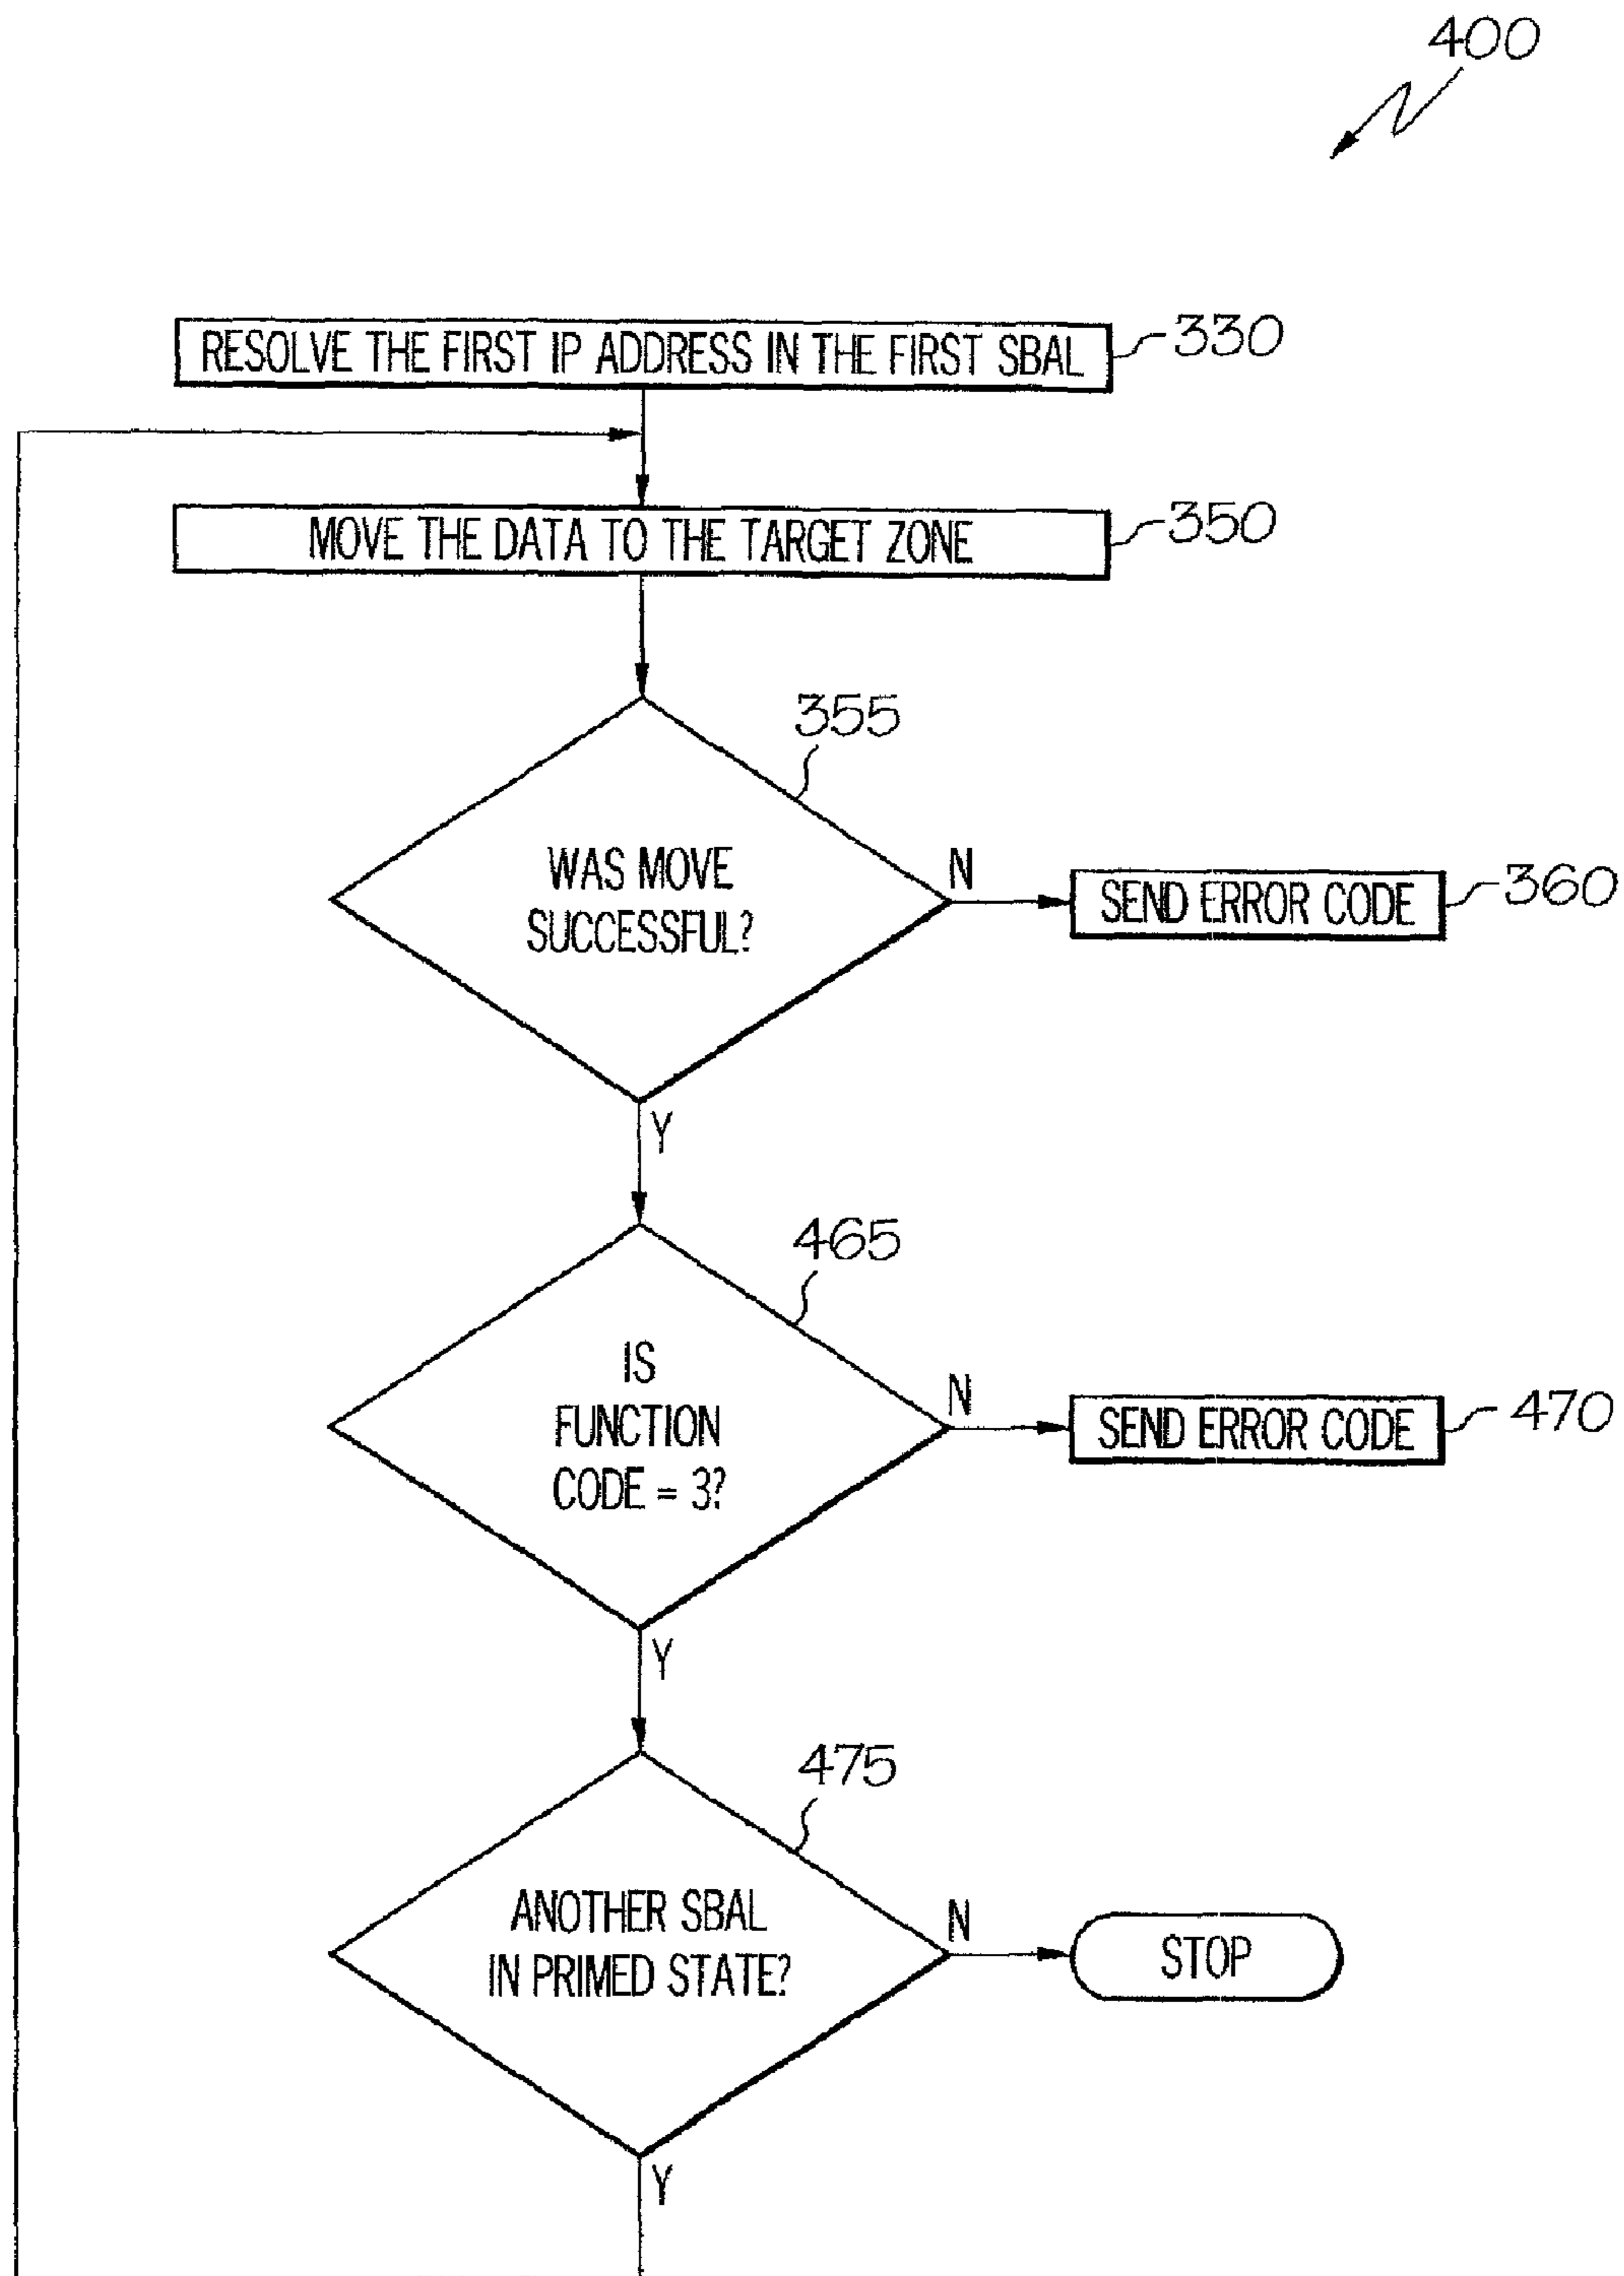 400
RESOLVE THE FIRST IP ADDRESS IN THE FIRST SBAL
330
MOVE THE DATA TO THE TARGET ZONE
350
355
WAS MOVE
SUCCESSFUL?
N
SEND ERROR CODE
360
Y
465
IS
FUNCTION
CODE = 3?
N
SEND ERROR CODE
470
Y
475
ANOTHER SBAL
IN PRIMED STATE?
N
STOP
Y